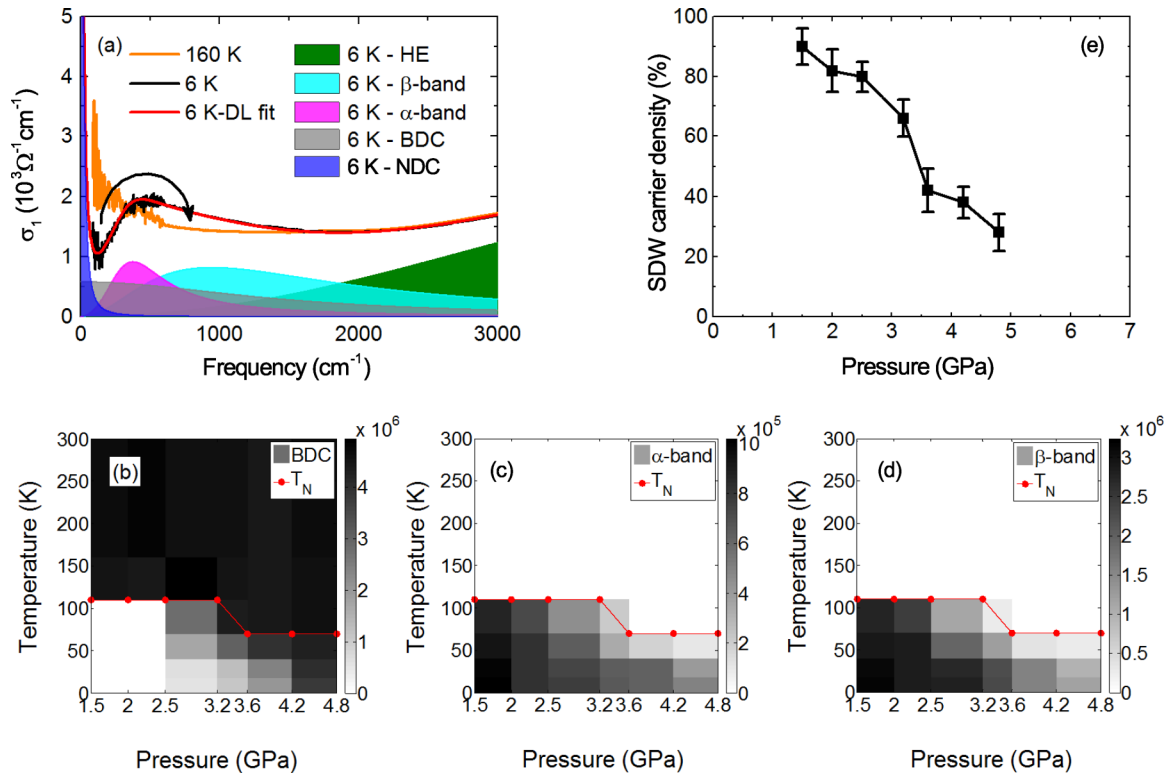 (a)
160 K
6 K
6 K-DL fit
6 K - HE
6 K - β-band
6 K - α-band
6 K - BDC
6 K - NDC
σ₁ (10³Ω⁻¹cm⁻¹)
5
4
3
2
1
0
0 1000 2000 3000
Frequency (cm⁻¹)
(e)
SDW carrier density (%)
100
80
60
40
20
0
0 1 2 3 4 5 6 7
Pressure (GPa)
(b)
BDC
T_N
x 10⁶
Temperature (K)
300
250
200
150
100
50
0
1.5 2 2.5 3.2 3.6 4.2 4.8
Pressure (GPa)
4
3
2
1
0
(c)
α-band
T_N
x 10⁵
Temperature (K)
300
250
200
150
100
50
0
1.5 2 2.5 3.2 3.6 4.2 4.8
Pressure (GPa)
10
8
6
4
2
0
(d)
β-band
T_N
x 10⁶
Temperature (K)
300
250
200
150
100
50
0
1.5 2 2.5 3.2 3.6 4.2 4.8
Pressure (GPa)
3
2.5
2
1.5
1
0.5
0